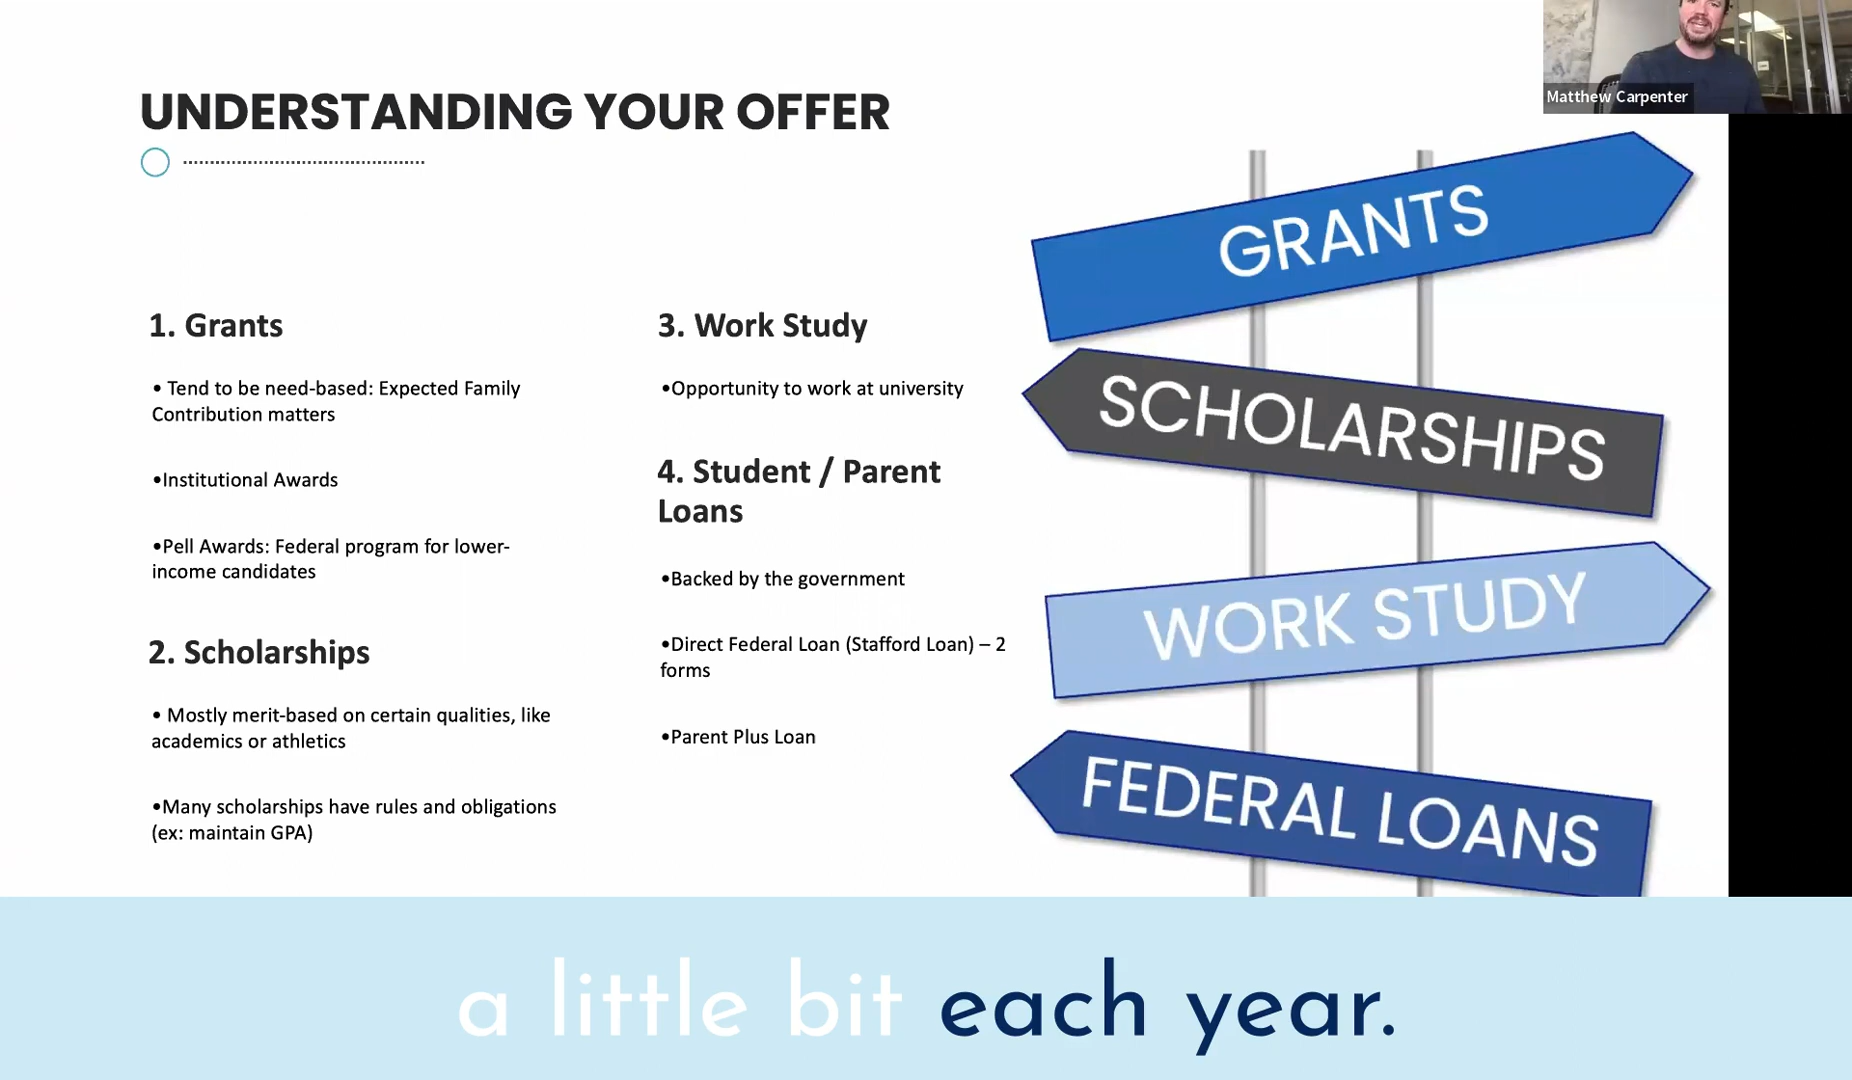 Matthew Carpenter
UNDERSTANDING YOUR OFFER
1. Grants
• Tend to be need-based: Expected Family
Contribution matters
•Institutional Awards
•Pell Awards: Federal program for lower-
income candidates
2. Scholarships
• Mostly merit-based on certain qualities, like
academics or athletics
•Many scholarships have rules and obligations
(ex: maintain GPA)
3. Work Study
•Opportunity to work at university
4. Student / Parent
Loans
•Backed by the government
•Direct Federal Loan (Stafford Loan) – 2
forms
•Parent Plus Loan
GRANTS
SCHOLARSHIPS
WORK STUDY
FEDERAL LOANS
a little bit each year.